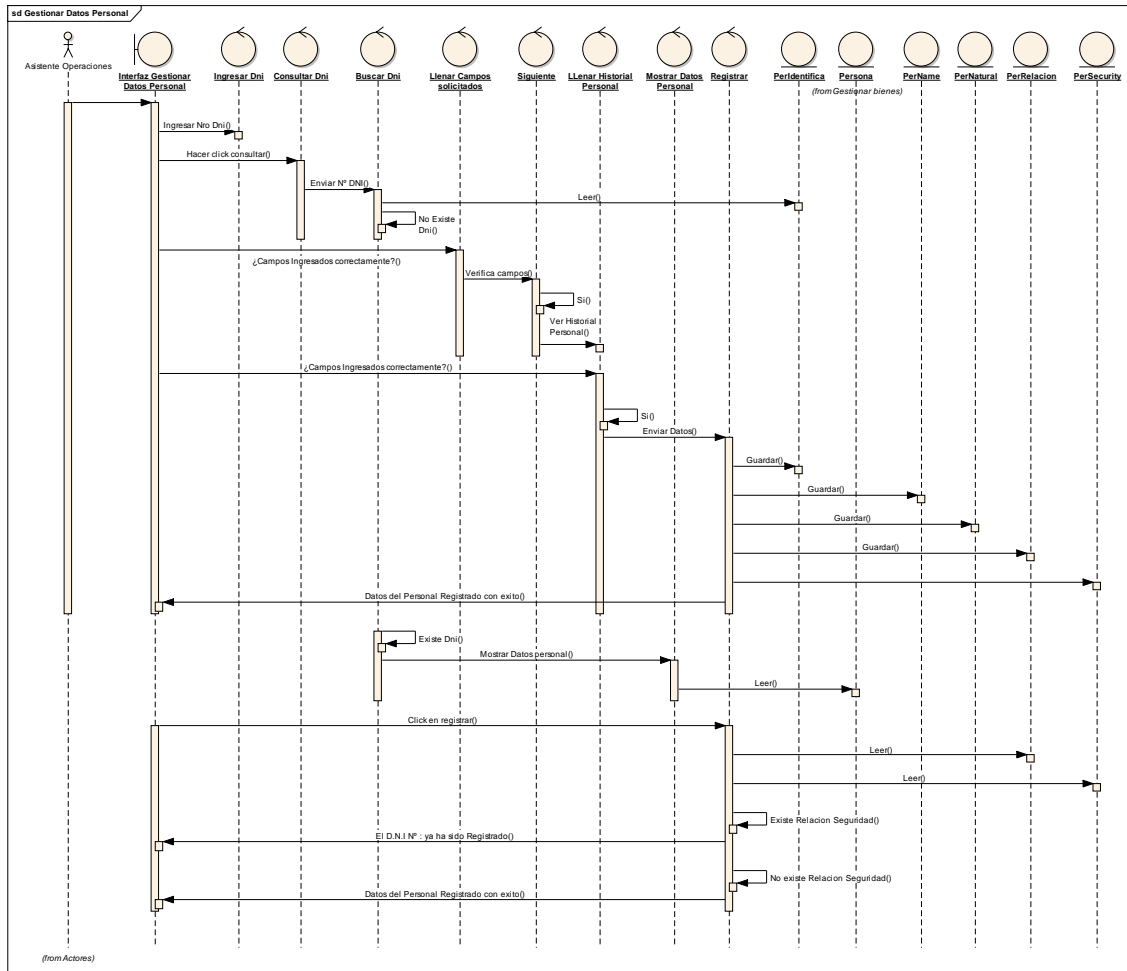 sd Gestionar Datos Personal
Asistente Operaciones
Interfaz Gestionar
Datos Personal
Ingresar Dni
Consultar Dni
Buscar Dni
Llenar Campos
solicitados
Siguiente
LLenar Historial
Personal
Mostrar Datos
Personal
Registrar
PerIdentifica
Persona
PerName
PerNatural
PerRelacion
PerSecurity
(from Gestionar bienes)
Ingresar Nro Dni()
Hacer click consultar()
Enviar Nº DNI()
Leer()
No Existe
Dni()
¿Campos Ingresados correctamente?()
Verifica campos()
Si()
Ver Historial
Personal()
¿Campos Ingresados correctamente?()
Si()
Enviar Datos()
Guardar()
Guardar()
Guardar()
Guardar()
Datos del Personal Registrado con exito()
Existe Dni()
Mostrar Datos personal()
Leer()
Click en registrar()
Leer()
Leer()
Existe Relacion Seguridad()
El D.N.I Nº : ya ha sido Registrado()
No existe Relacion Seguridad()
Datos del Personal Registrado con exito()
(from Actores)